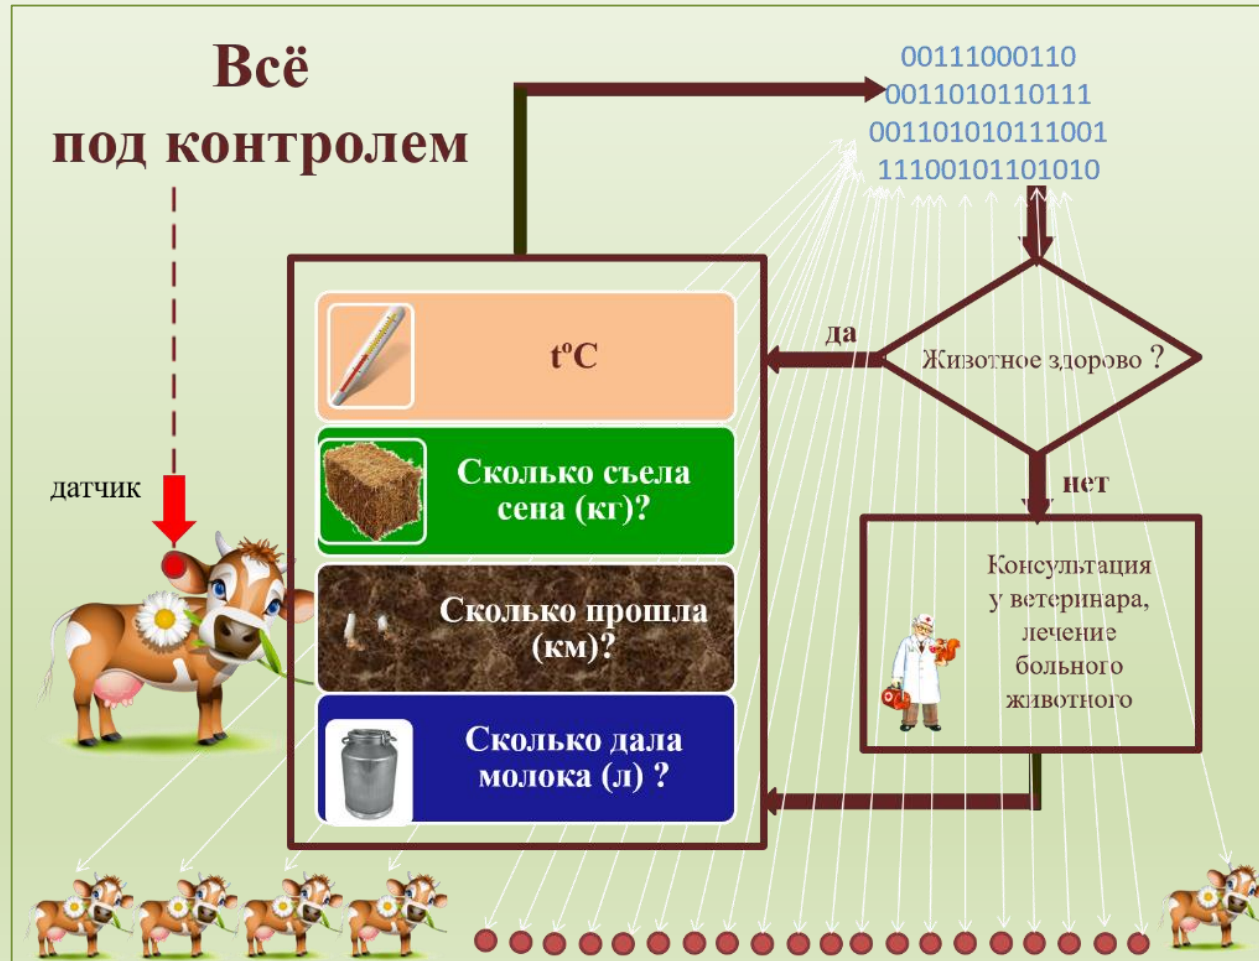 Всё
под контролем
00111000110
0011010110111
001101010111001
11100101101010
датчик
t°C
Сколько съела
сена (кг)?
Сколько прошла
(км)?
Сколько дала
молока (л) ?
да
Животное здорово ?
нет
Консультация
у ветеринара,
лечение
больного
животного